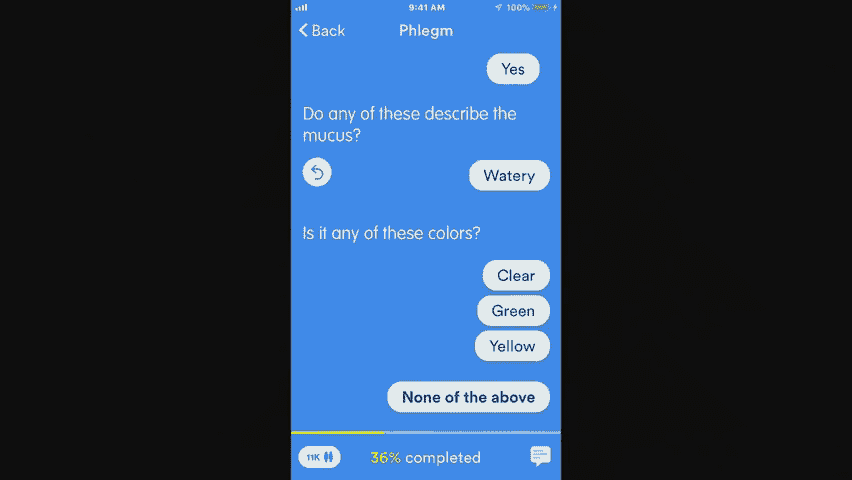 9:41 AM
100%
Back
Phlegm
Yes
Do any of these describe the
mucus?
Watery
Is it any of these colors?
Clear
Green
Yellow
None of the above
11K
36% completed